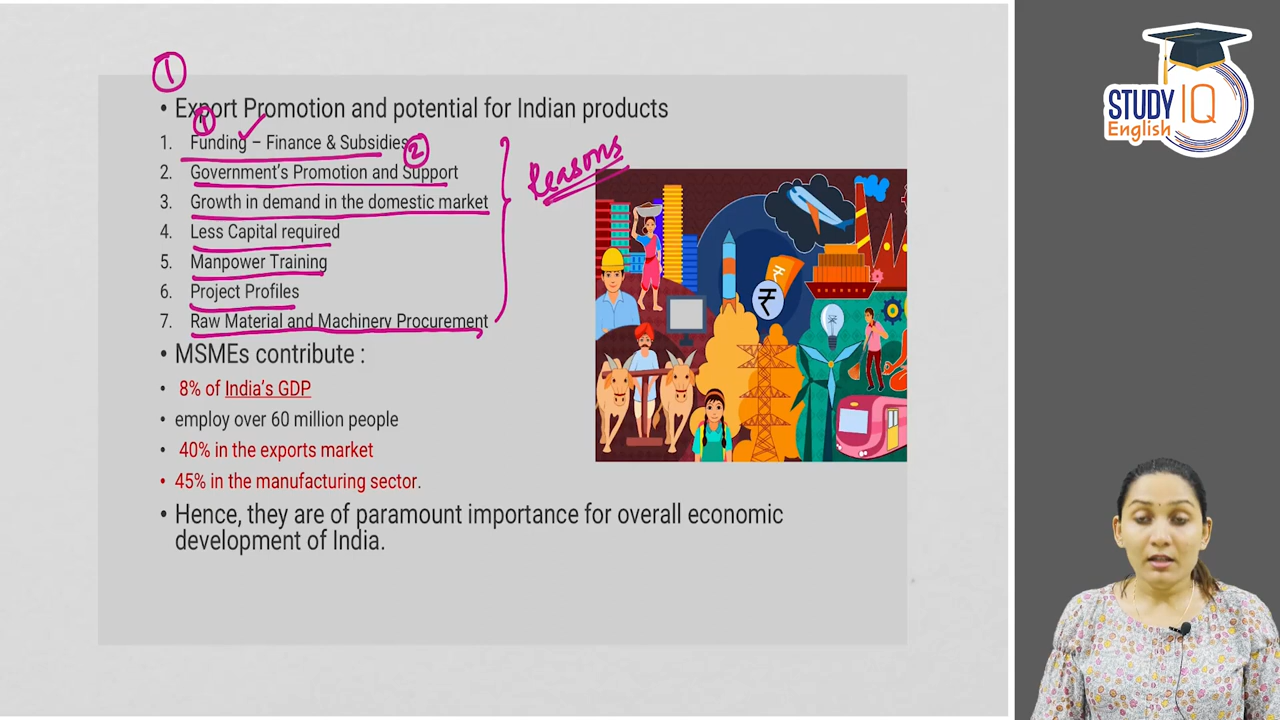 ①
• Export Promotion and potential for Indian products
①
1. Funding – Finance & Subsidies
②
2. Government's Promotion and Support
Reasons
3. Growth in demand in the domestic market
4. Less Capital required
5. Manpower Training
6. Project Profiles
7. Raw Material and Machinery Procurement
• MSMEs contribute :
• 8% of India's GDP
• employ over 60 million people
• 40% in the exports market
• 45% in the manufacturing sector.
• Hence, they are of paramount importance for overall economic
development of India.
₹
₹
STUDY IQ
English